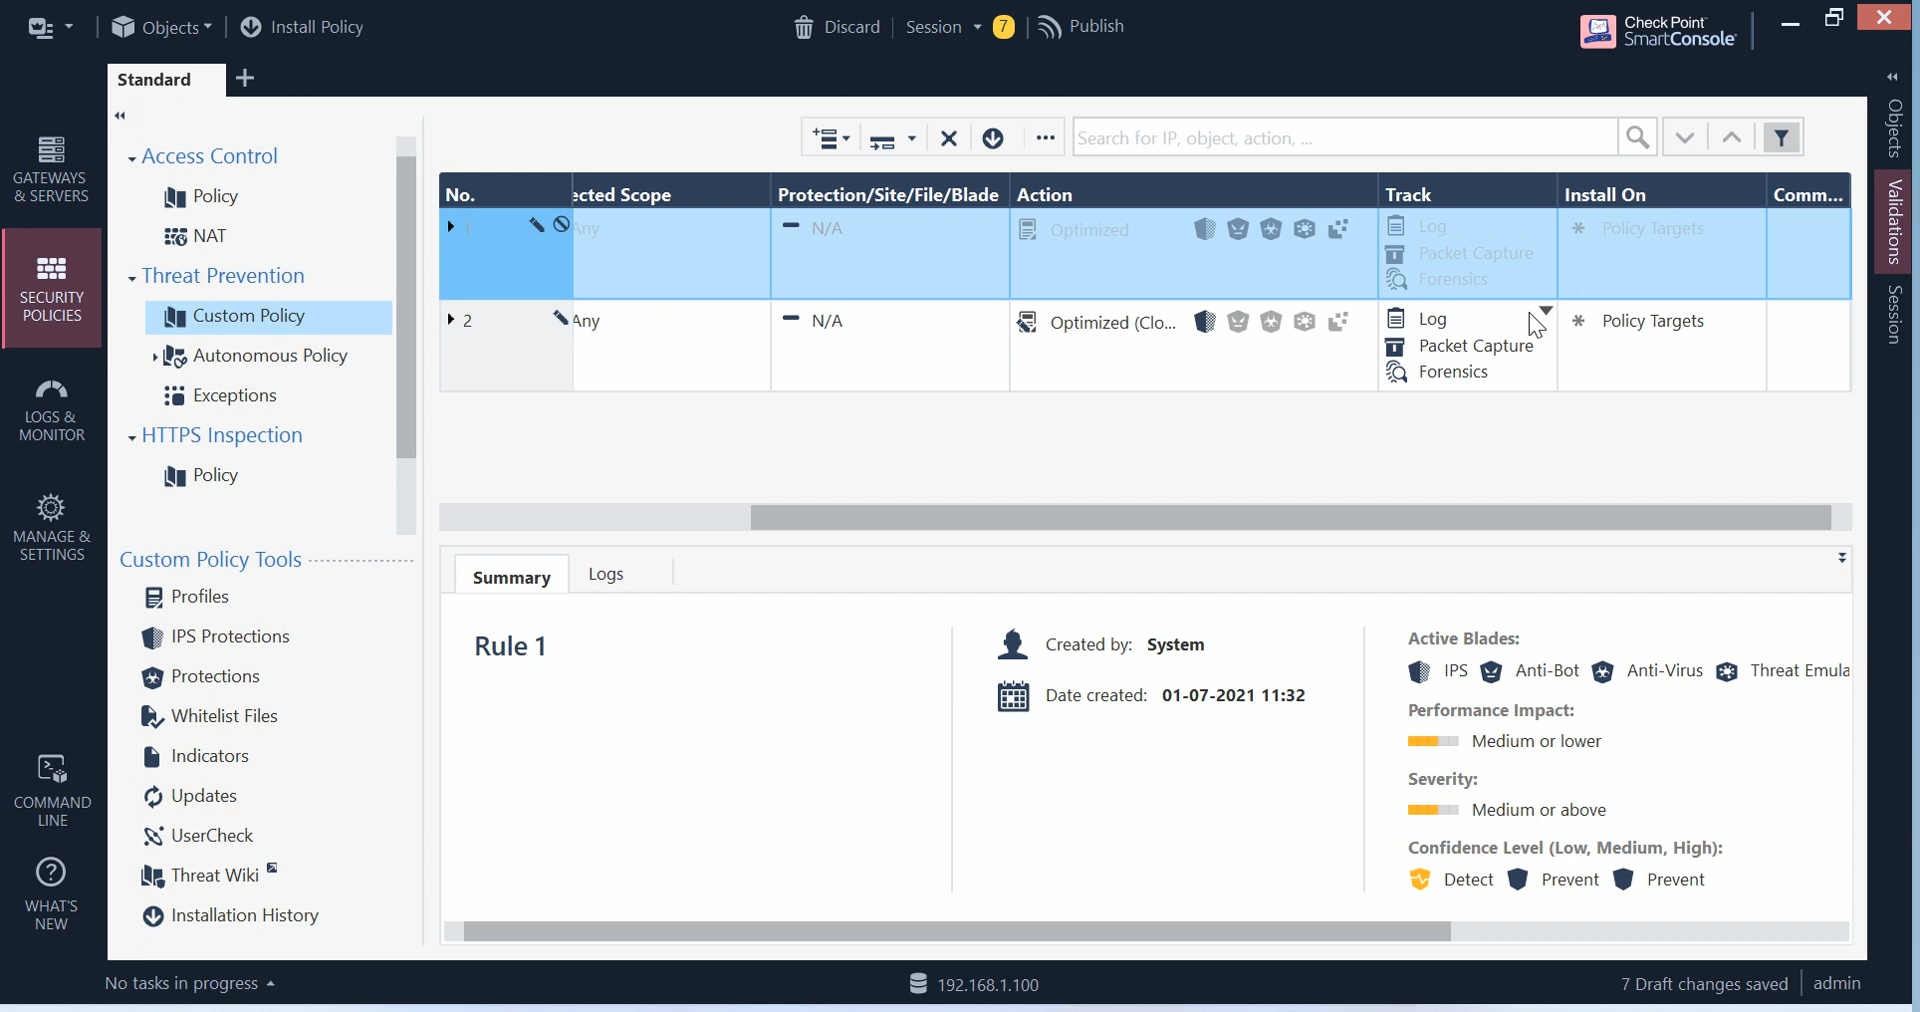 Objects
Install Policy
Discard
Session
7
Publish
Check Point
SmartConsole
Standard
GATEWAYS
& SERVERS
SECURITY
POLICIES
LOGS &
MONITOR
MANAGE &
SETTINGS
COMMAND
LINE
WHAT'S
NEW
Access Control
Policy
NAT
Threat Prevention
Custom Policy
Autonomous Policy
Exceptions
HTTPS Inspection
Policy
Custom Policy Tools
Profiles
IPS Protections
Protections
Whitelist Files
Indicators
Updates
UserCheck
Threat Wiki
Installation History
Search for IP, object, action, ...
No. ected Scope Protection/Site/File/Blade Action Track Install On Comm...
1 Any N/A Optimized Log Policy Targets
Packet Capture
Forensics
2 Any N/A Optimized (Clo... Log Policy Targets
Packet Capture
Forensics
Summary Logs
Rule 1
Created by: System
Date created: 01-07-2021 11:32
Active Blades:
IPS Anti-Bot Anti-Virus Threat Emula
Performance Impact:
Medium or lower
Severity:
Medium or above
Confidence Level (Low, Medium, High):
Detect Prevent Prevent
Objects
Validations
Session
No tasks in progress
192.168.1.100
7 Draft changes saved
admin